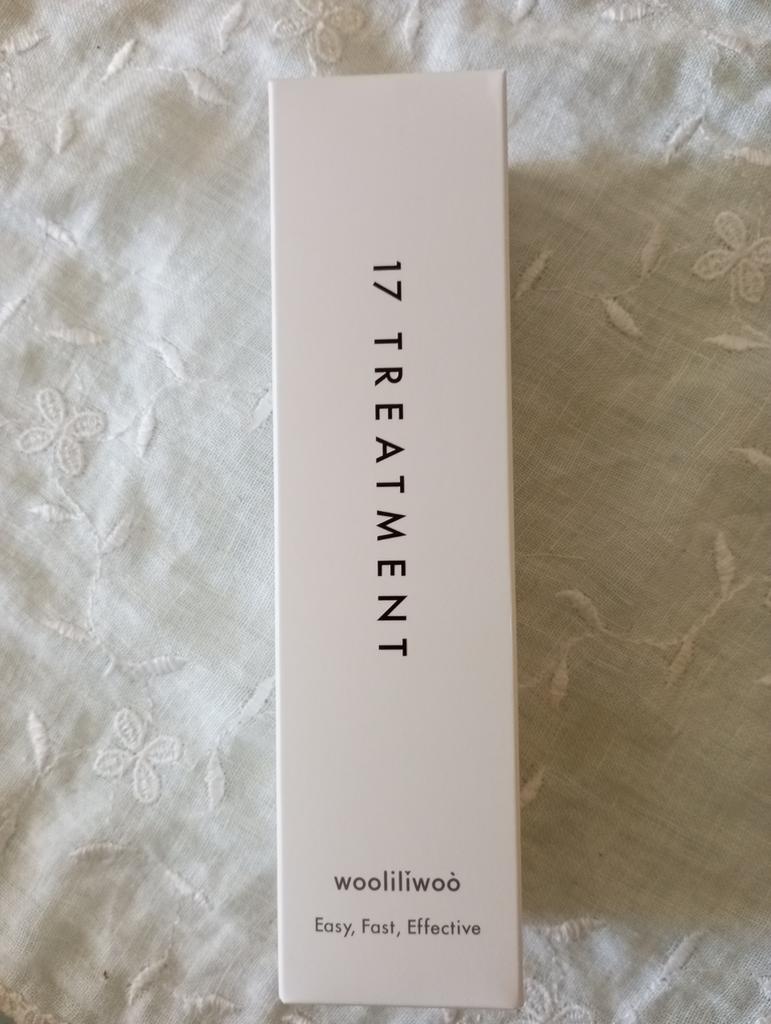 17 TREATMENT
wooliliwoò
Easy, Fast, Effective